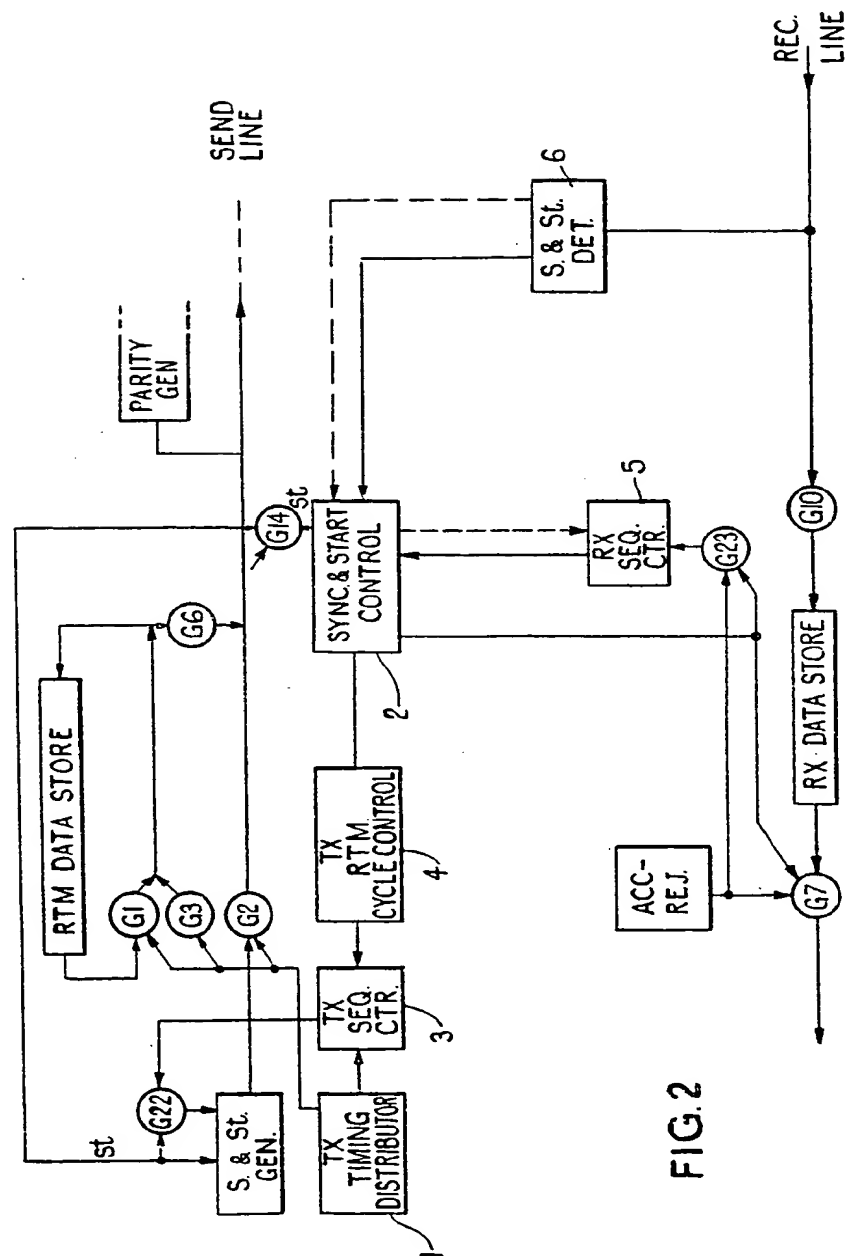 st
G22
S. & St.
GEN.
TX
TIMING
DISTRIBUTOR
1
RTM DATA STORE
G1
G3
G2
G6
PARITY
GEN
SEND
LINE
TX
SEQ.
CTR.
3
TX
RTM.
CYCLE CONTROL
4
G14
st
SYNC. & START
CONTROL
2
RX
SEQ.
CTR.
5
G23
S. & St.
DET.
6
ACC-
REJ.
G7
RX DATA STORE
G10
REC.
LINE
FIG. 2